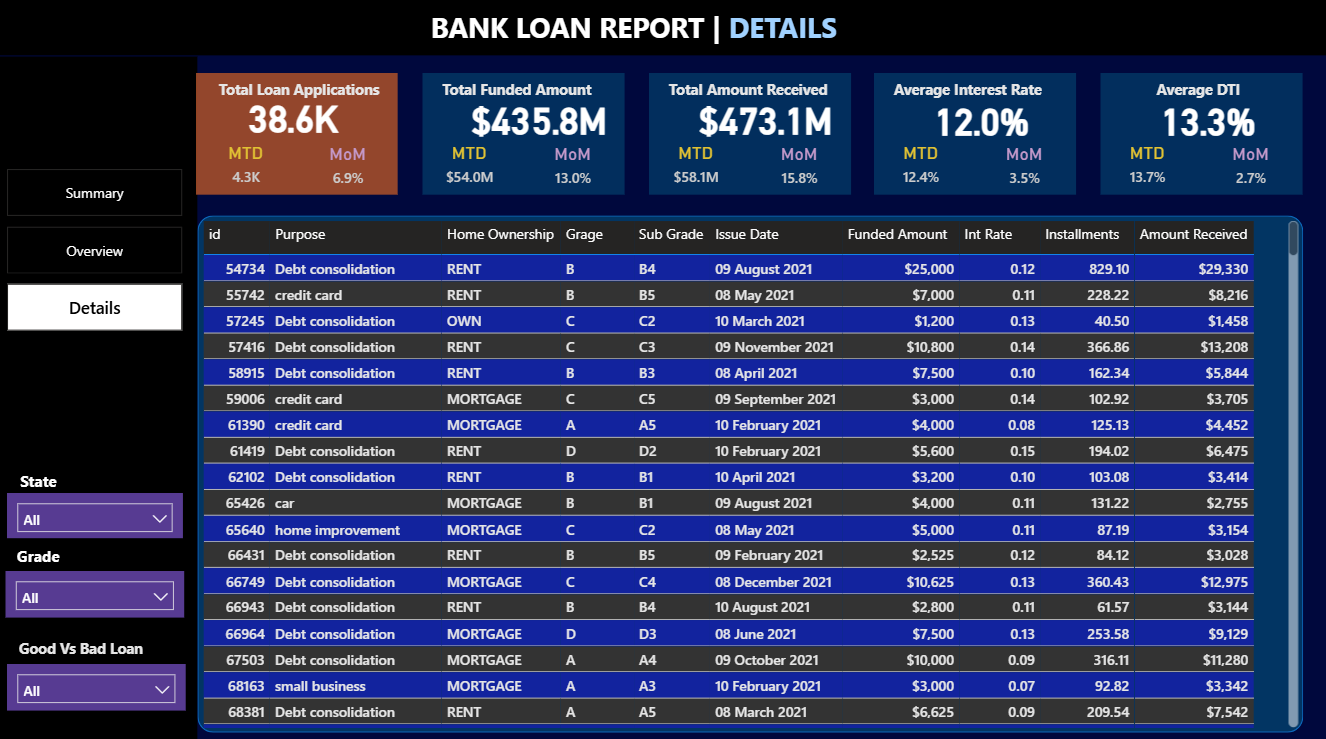 BANK LOAN REPORT | DETAILS
Total Loan Applications
38.6K
MTD MoM
4.3K 6.9%
Total Funded Amount
$435.8M
MTD MoM
$54.0M 13.0%
Total Amount Received
$473.1M
MTD MoM
$58.1M 15.8%
Average Interest Rate
12.0%
MTD MoM
12.4% 3.5%
Average DTI
13.3%
MTD MoM
13.7% 2.7%
Summary
Overview
Details
State
All
Grade
All
Good Vs Bad Loan
All
id Purpose Home Ownership Grage Sub Grade Issue Date Funded Amount Int Rate Installments Amount Received
54734 Debt consolidation RENT B B4 09 August 2021 $25,000 0.12 829.10 $29,330
55742 credit card RENT B B5 08 May 2021 $7,000 0.11 228.22 $8,216
57245 Debt consolidation OWN C C2 10 March 2021 $1,200 0.13 40.50 $1,458
57416 Debt consolidation RENT C C3 09 November 2021 $10,800 0.14 366.86 $13,208
58915 Debt consolidation RENT B B3 08 April 2021 $7,500 0.10 162.34 $5,844
59006 credit card MORTGAGE C C5 09 September 2021 $3,000 0.14 102.92 $3,705
61390 credit card MORTGAGE A A5 10 February 2021 $4,000 0.08 125.13 $4,452
61419 Debt consolidation RENT D D2 10 February 2021 $5,600 0.15 194.02 $6,475
62102 Debt consolidation RENT B B1 10 April 2021 $3,200 0.10 103.08 $3,414
65426 car MORTGAGE B B1 09 August 2021 $4,000 0.11 131.22 $2,755
65640 home improvement MORTGAGE C C2 08 May 2021 $5,000 0.11 87.19 $3,154
66431 Debt consolidation RENT B B5 09 February 2021 $2,525 0.12 84.12 $3,028
66749 Debt consolidation MORTGAGE C C4 08 December 2021 $10,625 0.13 360.43 $12,975
66943 Debt consolidation RENT B B4 10 August 2021 $2,800 0.11 61.57 $3,144
66964 Debt consolidation MORTGAGE D D3 08 June 2021 $7,500 0.13 253.58 $9,129
67503 Debt consolidation MORTGAGE A A4 09 October 2021 $10,000 0.09 316.11 $11,280
68163 small business MORTGAGE A A3 10 February 2021 $3,000 0.07 92.82 $3,342
68381 Debt consolidation RENT A A5 08 March 2021 $6,625 0.09 209.54 $7,542